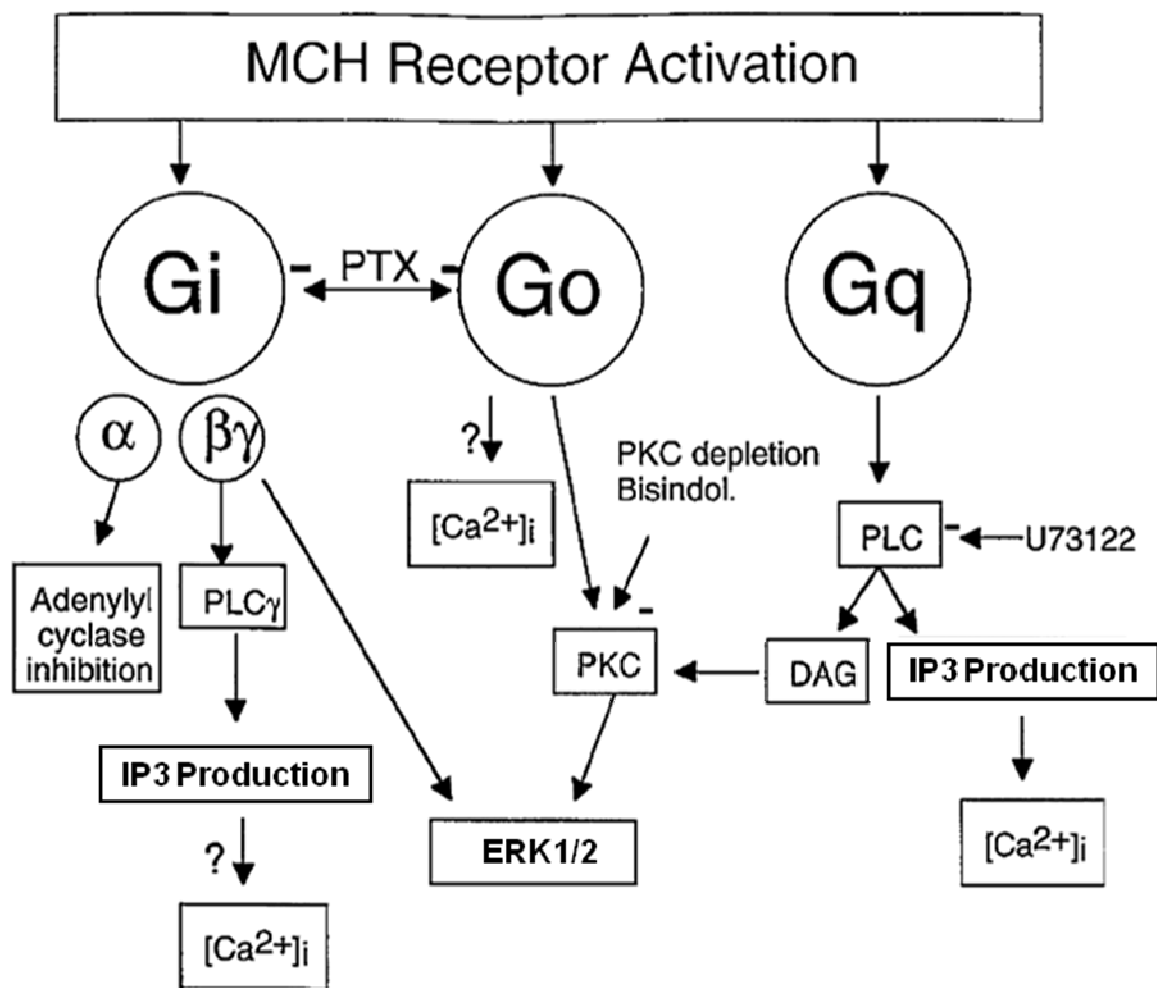 MCH Receptor Activation
Gi
- PTX -
Go
Gq
α
βγ
?
[Ca2+]i
PKC depletion
Bisindol.
PLC
-
U73122
Adenylyl
cyclase
inhibition
PLCγ
-
PKC
DAG
IP3 Production
IP3 Production
?
[Ca2+]i
ERK1/2
[Ca2+]i